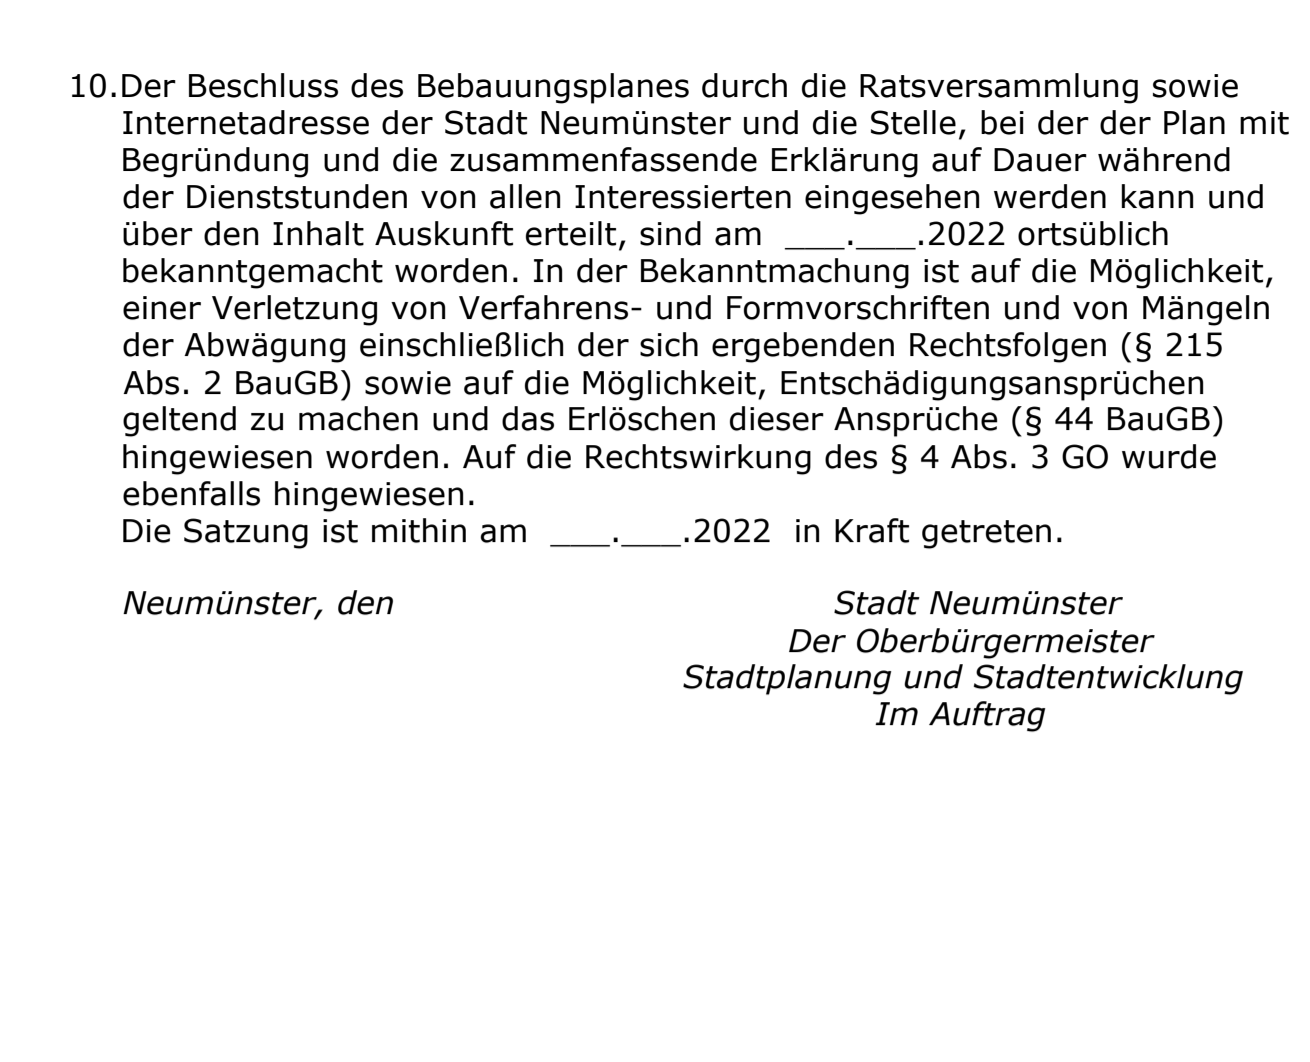 10.Der Beschluss des Bebauungsplanes durch die Ratsversammlung sowie
Internetadresse der Stadt Neumünster und die Stelle, bei der der Plan mit
Begründung und die zusammenfassende Erklärung auf Dauer während
der Dienststunden von allen Interessierten eingesehen werden kann und
über den Inhalt Auskunft erteilt, sind am ___.___.2022 ortsüblich
bekanntgemacht worden. In der Bekanntmachung ist auf die Möglichkeit,
einer Verletzung von Verfahrens- und Formvorschriften und von Mängeln
der Abwägung einschließlich der sich ergebenden Rechtsfolgen (§ 215
Abs. 2 BauGB) sowie auf die Möglichkeit, Entschädigungsansprüchen
geltend zu machen und das Erlöschen dieser Ansprüche (§ 44 BauGB)
hingewiesen worden. Auf die Rechtswirkung des § 4 Abs. 3 GO wurde
ebenfalls hingewiesen.
Die Satzung ist mithin am ___.___.2022 in Kraft getreten.
Neumünster, den Stadt Neumünster
Der Oberbürgermeister
Stadtplanung und Stadtentwicklung
Im Auftrag